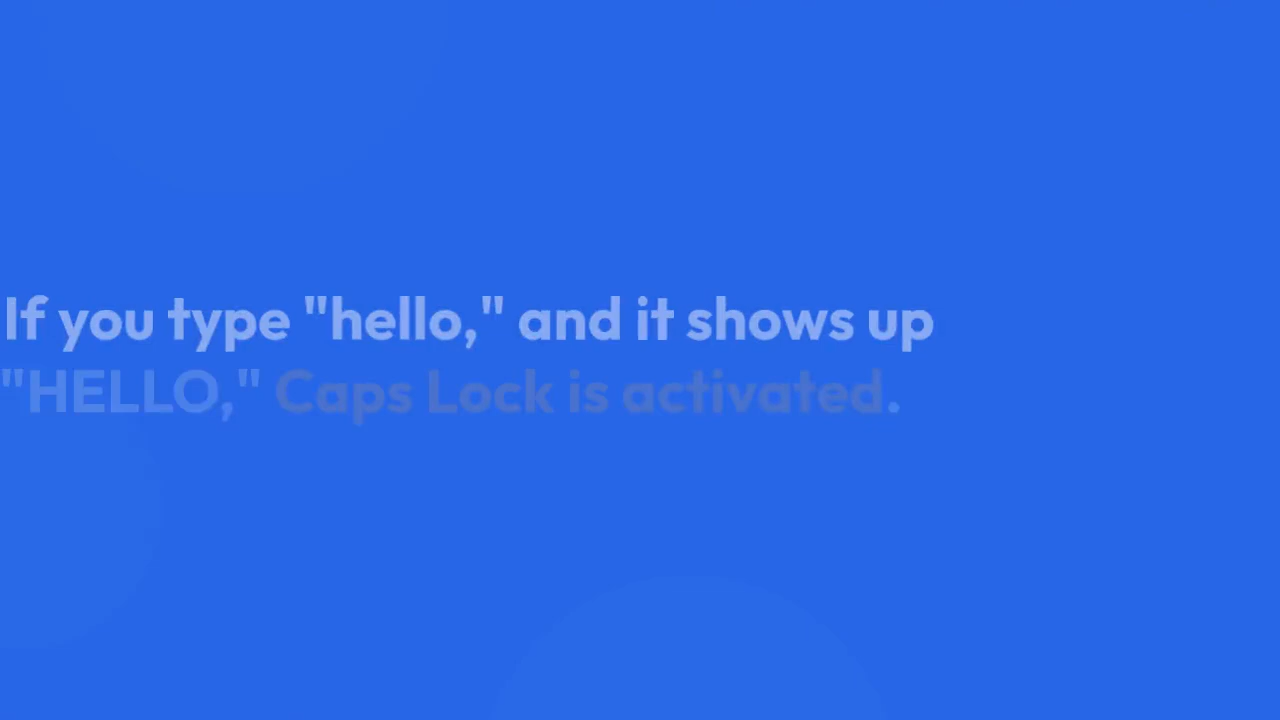 If you type "hello," and it shows up
"HELLO," Caps Lock is activated.